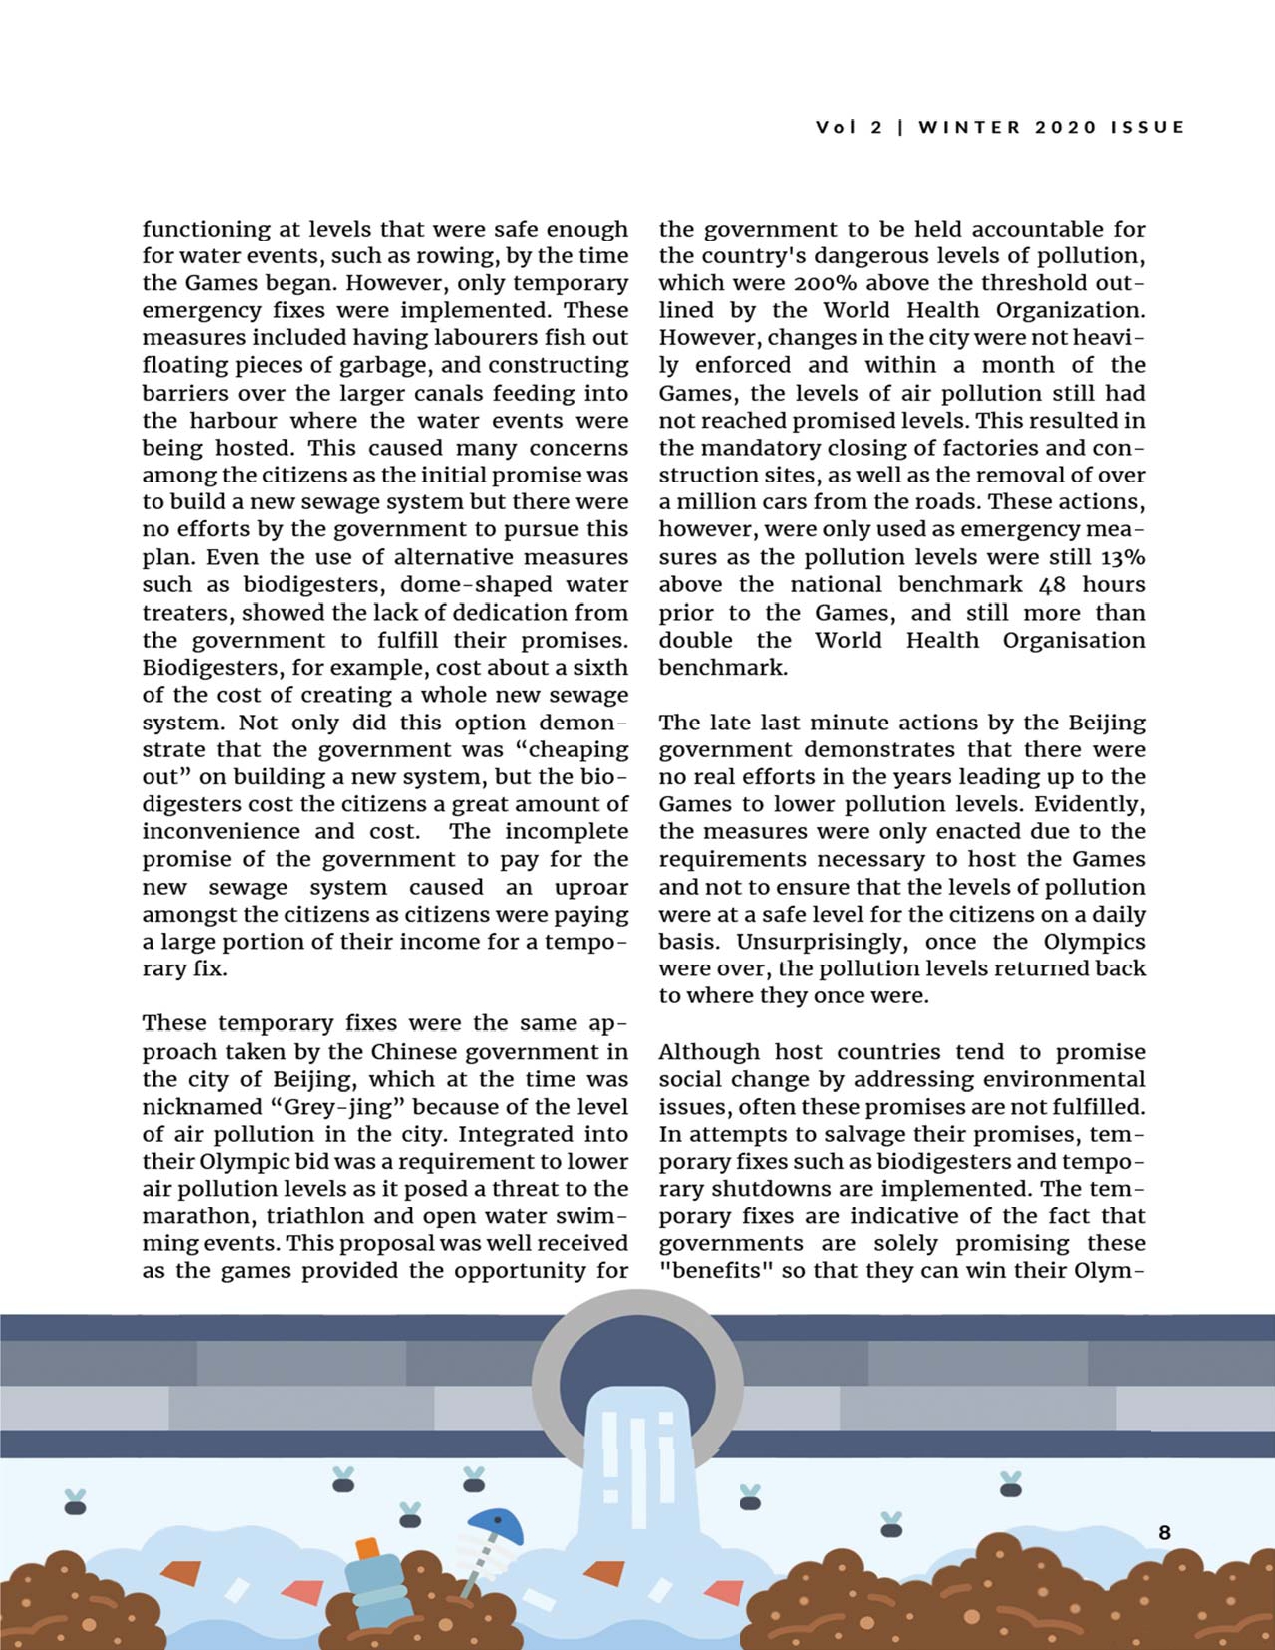 Vol 2 | WINTER 2020 ISSUE
functioning at levels that were safe enough
for water events, such as rowing, by the time
the Games began. However, only temporary
emergency fixes were implemented. These
measures included having labourers fish out
floating pieces of garbage, and constructing
barriers over the larger canals feeding into
the harbour where the water events were
being hosted. This caused many concerns
among the citizens as the initial promise was
to build a new sewage system but there were
no efforts by the government to pursue this
plan. Even the use of alternative measures
such as biodigesters, dome-shaped water
treaters, showed the lack of dedication from
the government to fulfill their promises.
Biodigesters, for example, cost about a sixth
of the cost of creating a whole new sewage
system. Not only did this option demon-
strate that the government was “cheaping
out” on building a new system, but the bio-
digesters cost the citizens a great amount of
inconvenience and cost. The incomplete
promise of the government to pay for the
new sewage system caused an uproar
amongst the citizens as citizens were paying
a large portion of their income for a tempo-
rary fix.
These temporary fixes were the same ap-
proach taken by the Chinese government in
the city of Beijing, which at the time was
nicknamed “Grey-jing” because of the level
of air pollution in the city. Integrated into
their Olympic bid was a requirement to lower
air pollution levels as it posed a threat to the
marathon, triathlon and open water swim-
ming events. This proposal was well received
as the games provided the opportunity for
the government to be held accountable for
the country's dangerous levels of pollution,
which were 200% above the threshold out-
lined by the World Health Organization.
However, changes in the city were not heavi-
ly enforced and within a month of the
Games, the levels of air pollution still had
not reached promised levels. This resulted in
the mandatory closing of factories and con-
struction sites, as well as the removal of over
a million cars from the roads. These actions,
however, were only used as emergency mea-
sures as the pollution levels were still 13%
above the national benchmark 48 hours
prior to the Games, and still more than
double the World Health Organisation
benchmark.
The late last minute actions by the Beijing
government demonstrates that there were
no real efforts in the years leading up to the
Games to lower pollution levels. Evidently,
the measures were only enacted due to the
requirements necessary to host the Games
and not to ensure that the levels of pollution
were at a safe level for the citizens on a daily
basis. Unsurprisingly, once the Olympics
were over, the pollution levels returned back
to where they once were.
Although host countries tend to promise
social change by addressing environmental
issues, often these promises are not fulfilled.
In attempts to salvage their promises, tem-
porary fixes such as biodigesters and tempo-
rary shutdowns are implemented. The tem-
porary fixes are indicative of the fact that
governments are solely promising these
"benefits" so that they can win their Olym-
8